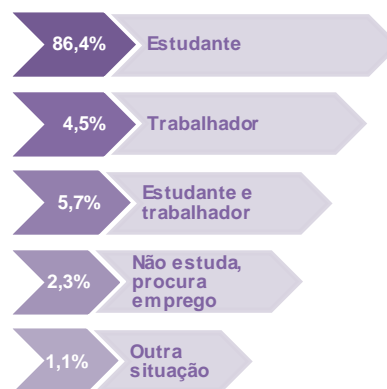 86,4% Estudante
4,5% Trabalhador
5,7% Estudante e
trabalhador
2,3% Não estuda,
procura
emprego
1,1% Outra
situação